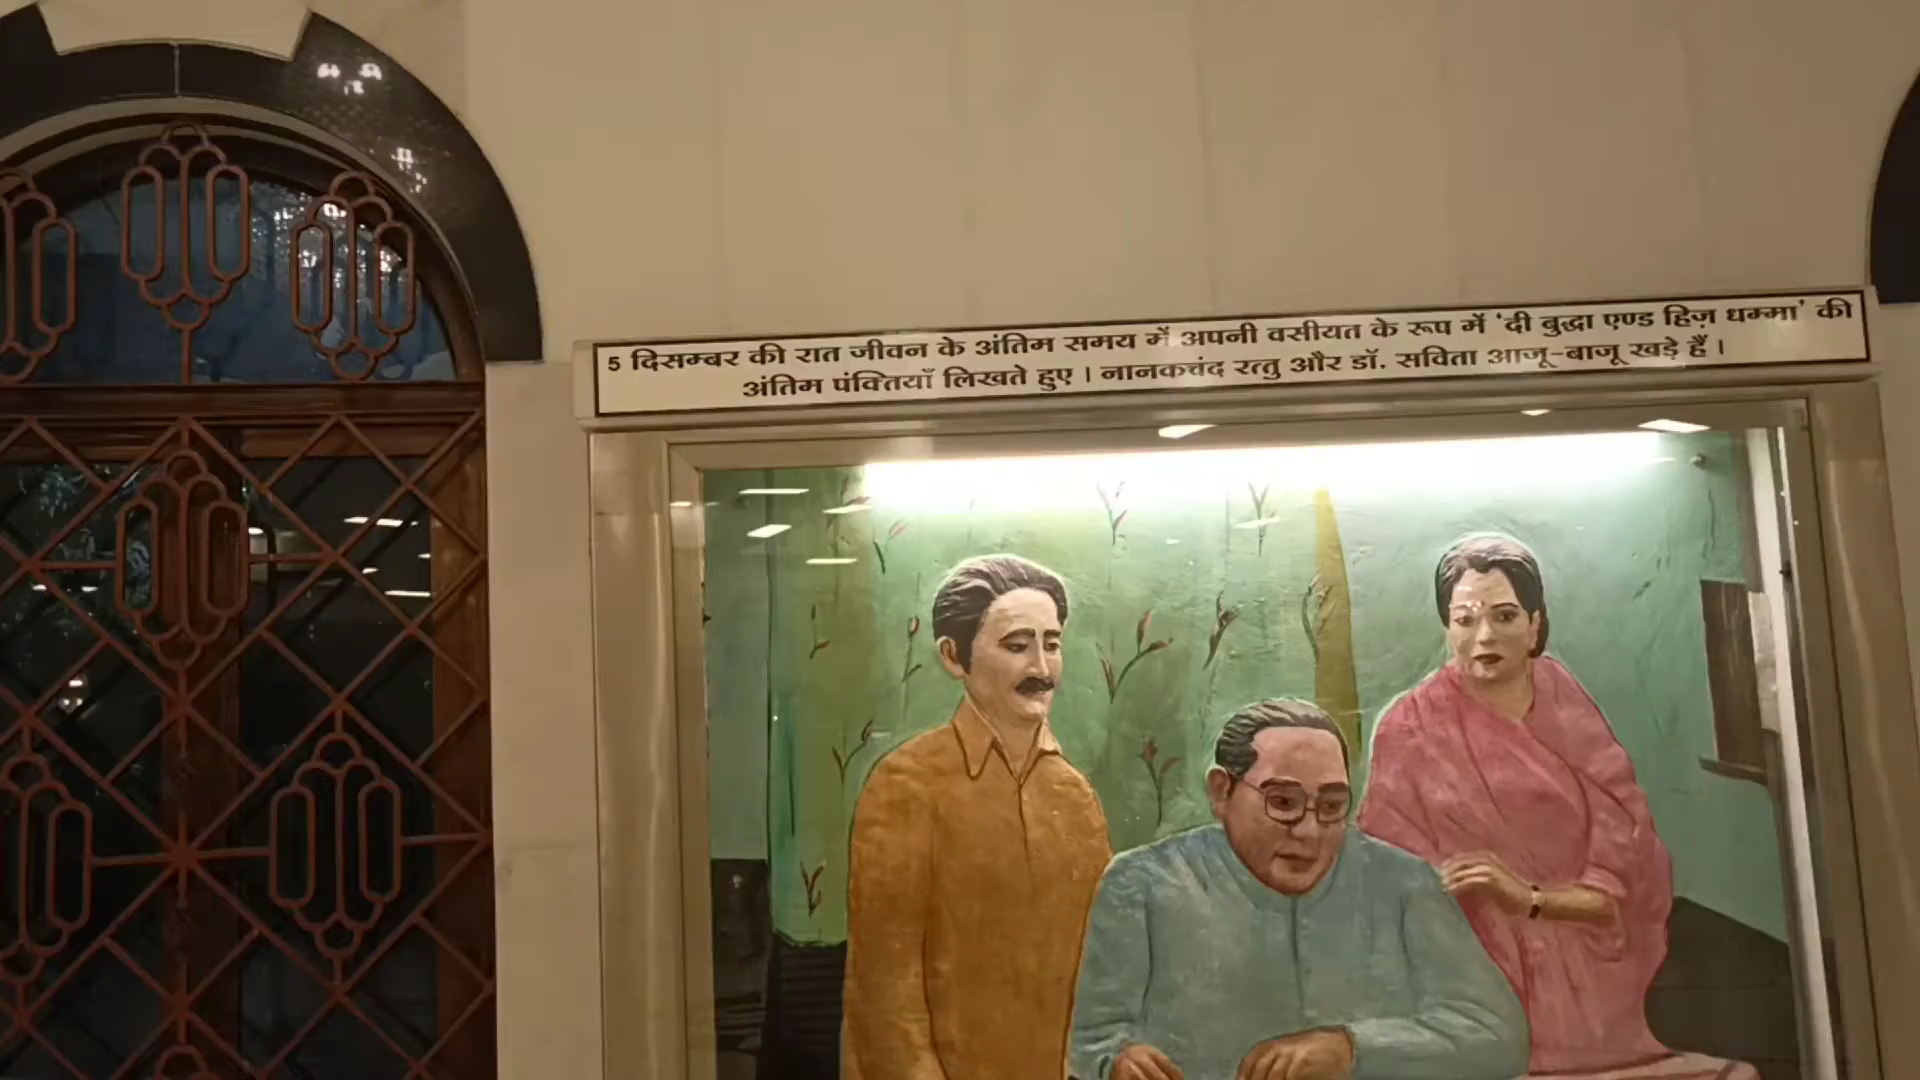 5 दिसम्बर की रात जीवन के अंतिम समय में अपनी वसीयत के रूप में 'दी बुद्धा एण्ड हिज़ धम्मा' की
अंतिम पंक्तियाँ लिखते हुए । नानकचंद रत्तु और डॉ. सविता आजू-बाजू खड़े हैं ।